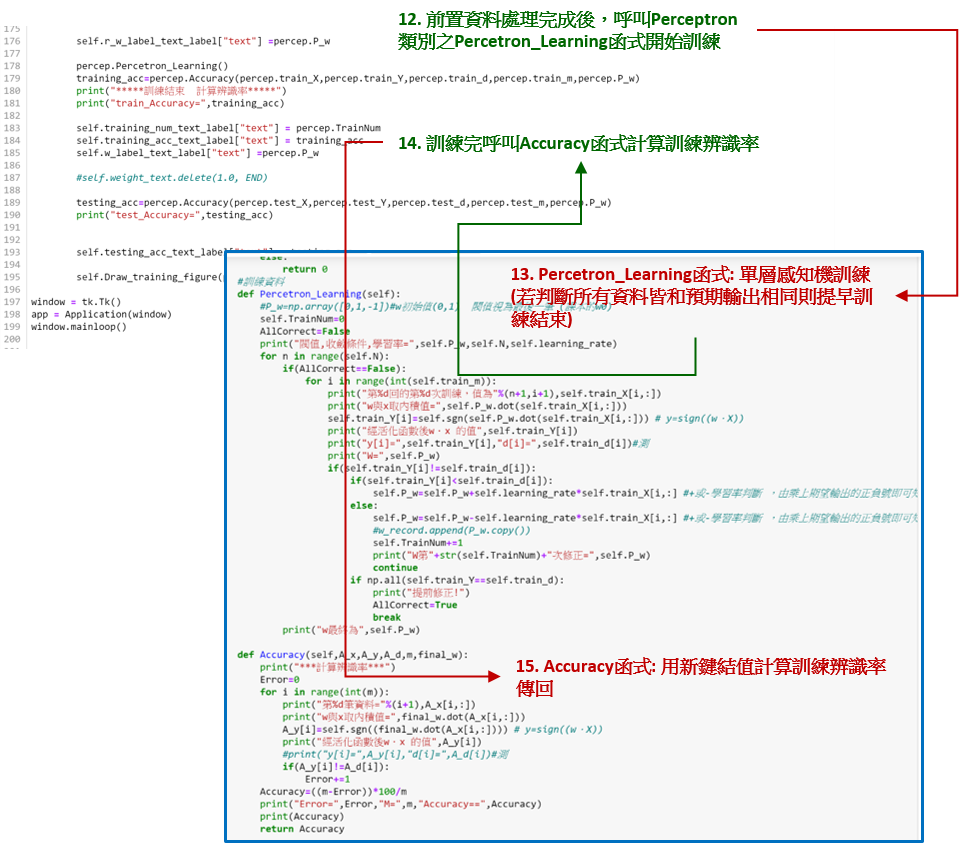 12. 前置資料處理完成後，呼叫Perceptron
類別之Percetron_Learning函式開始訓練
175
176 self.r_w_label_text_label["text"] =percep.P_w
177
178 percep.Percetron_Learning()
179 training_acc=percep.Accuracy(percep.train_X,percep.train_Y,percep.train_d,percep.train_m,percep.P_w)
180 print("*****訓練結束 計算辨識率*****")
181 print("train_Accuracy=",training_acc)
182
183 self.training_num_text_label["text"] = percep.TrainNum
184 self.training_acc_text_label["text"] = training_acc
185 self.w_label_text_label["text"] =percep.P_w
186
187 #self.weight_text.delete(1.0, END)
188
189 testing_acc=percep.Accuracy(percep.test_X,percep.test_Y,percep.test_d,percep.test_m,percep.P_w)
190 print("test_Accuracy=",testing_acc)
191
192
193 self.testing_acc_text_label
194
195 self.Draw_training_figure(
196
197 window = tk.Tk()
198 app = Application(window)
199 window.mainloop()
200
14. 訓練完呼叫Accuracy函式計算訓練辨識率
13. Percetron_Learning函式: 單層感知機訓練
(若判斷所有資料皆和預期輸出相同則提早訓
練結束)
else:
return 0
#訓練資料
def Percetron_Learning(self):
#P_w=np.array([0,1,-1])#w初始值(0,1) 閥值視為
self.TrainNum=0
AllCorrect=False
print("閥值,收斂條件,學習率=",self.P_w,self.N,self.learning_rate)
for n in range(self.N):
if(AllCorrect==False):
for i in range(int(self.train_m)):
print("第%d回的第%d次訓練，值為"%(n+1,i+1),self.train_X[i,:])
print("w與x取內積值=",self.P_w.dot(self.train_X[i,:]))
self.train_Y[i]=self.sgn(self.P_w.dot(self.train_X[i,:])) # y=sign((w．X))
print("經活化函數後w．x 的值",self.train_Y[i])
print("y[i]=",self.train_Y[i],"d[i]=",self.train_d[i])#測
print("W=",self.P_w)
if(self.train_Y[i]!=self.train_d[i]):
if(self.train_Y[i]<self.train_d[i]):
self.P_w=self.P_w+self.learning_rate*self.train_X[i,:] #+或-學習率判斷 ，由乘上期望輸出的正負號即可
else:
self.P_w=self.P_w-self.learning_rate*self.train_X[i,:] #+或-學習率判斷 ，由乘上期望輸出的正負號即可
#w_record.append(P_w.copy())
self.TrainNum+=1
print("W第"+str(self.TrainNum)+"次修正=",self.P_w)
continue
if np.all(self.train_Y==self.train_d):
print("提前修正!")
AllCorrect=True
break
print("w最終為",self.P_w)
def Accuracy(self,A_x,A_y,A_d,m,final_w):
print("***計算辨識率***")
Error=0
for i in range(int(m)):
print("第%d筆資料="%(i+1),A_x[i,:])
print("w與x取內積值=",final_w.dot(A_x[i,:]))
A_y[i]=self.sgn((final_w.dot(A_x[i,:]))) # y=sign((w．X))
print("經活化函數後w．x 的值",A_y[i])
#print("y[i]=",A_y[i],"d[i]=",A_d[i])#測
if(A_y[i]!=A_d[i]):
Error+=1
Accuracy=((m-Error))*100/m
print("Error=",Error,"M=",m,"Accuracy==",Accuracy)
print(Accuracy)
return Accuracy
15. Accuracy函式: 用新鍵結值計算訓練辨識率
傳回